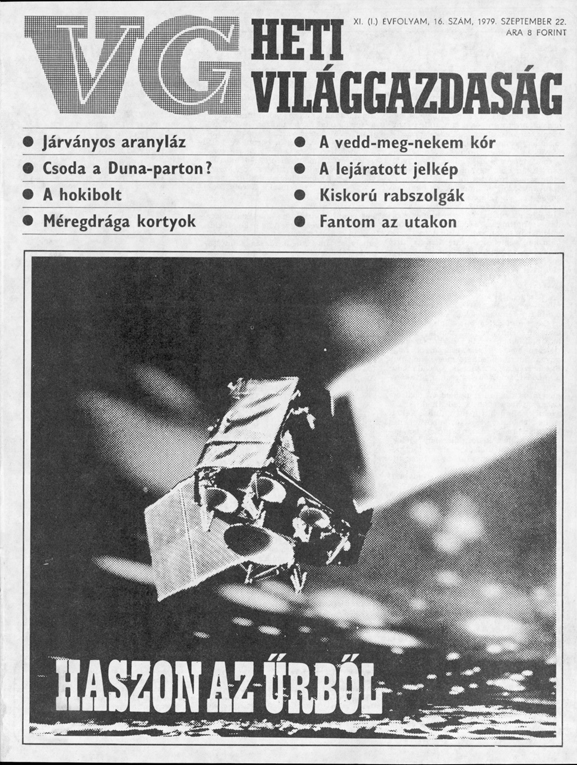 XI. (I.) ÉVFOLYAM, 16. SZÁM, 1979. SZEPTEMBER 22.
ÁRA 8 FORINT
VG HETI
VILÁGGAZDASÁG
● Járványos aranyláz
● Csoda a Duna-parton?
● A hokibolt
● Méregdrága kortyok
● A vedd-meg-nekem kór
● A lejáratott jelkép
● Kiskorú rabszolgák
● Fantom az utakon
HASZON AZ ŰRBŐL